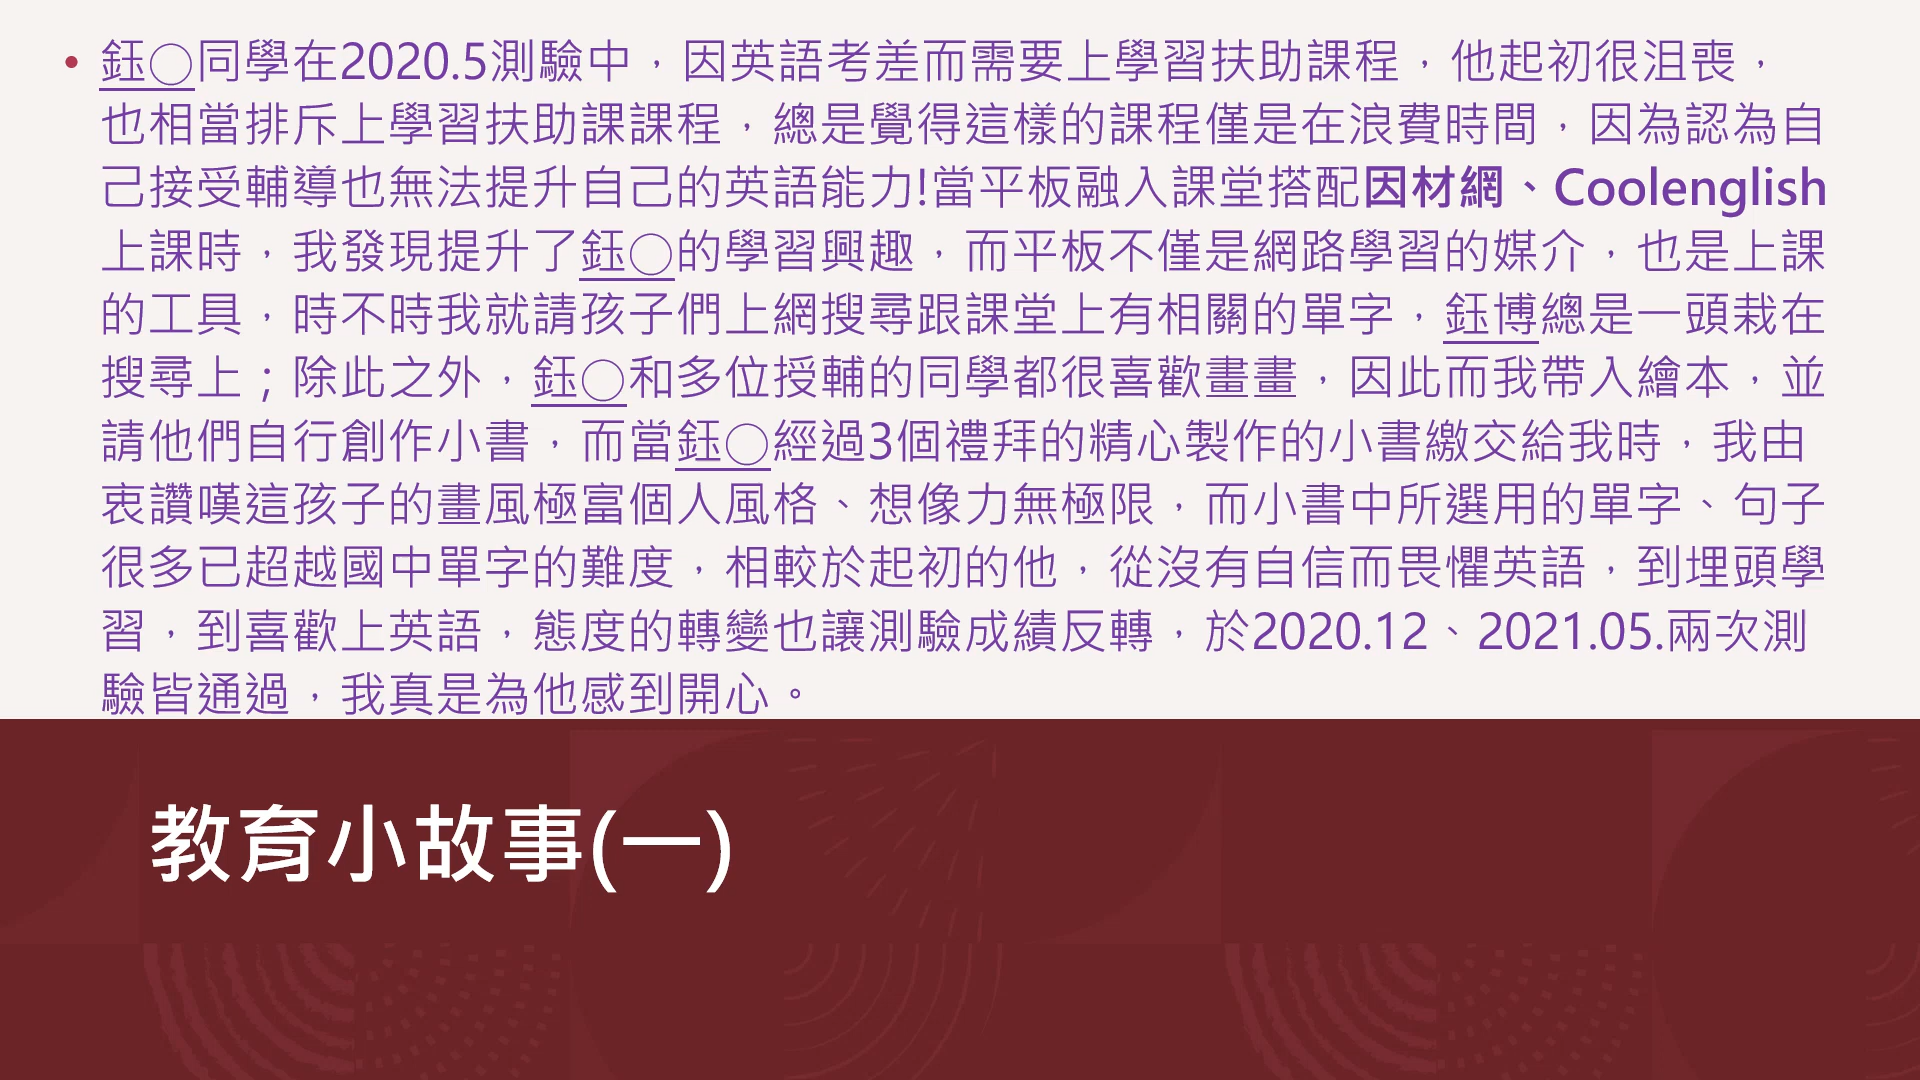 • 鈺◯同學在2020.5測驗中，因英語考差而需要上學習扶助課程，他起初很沮喪，
也相當排斥上學習扶助課課程，總是覺得這樣的課程僅是在浪費時間，因為認為自
己接受輔導也無法提升自己的英語能力!當平板融入課堂搭配因材網、Coolenglish
上課時，我發現提升了鈺◯的學習興趣，而平板不僅是網路學習的媒介，也是上課
的工具，時不時我就請孩子們上網搜尋跟課堂上有相關的單字，鈺博總是一頭栽在
搜尋上；除此之外，鈺◯和多位授輔的同學都很喜歡畫畫，因此而我帶入繪本，並
請他們自行創作小書，而當鈺◯經過3個禮拜的精心製作的小書繳交給我時，我由
衷讚嘆這孩子的畫風極富個人風格、想像力無極限，而小書中所選用的單字、句子
很多已超越國中單字的難度，相較於起初的他，從沒有自信而畏懼英語，到埋頭學
習，到喜歡上英語，態度的轉變也讓測驗成績反轉，於2020.12、2021.05.兩次測
驗皆通過，我真是為他感到開心。
教育小故事(一)